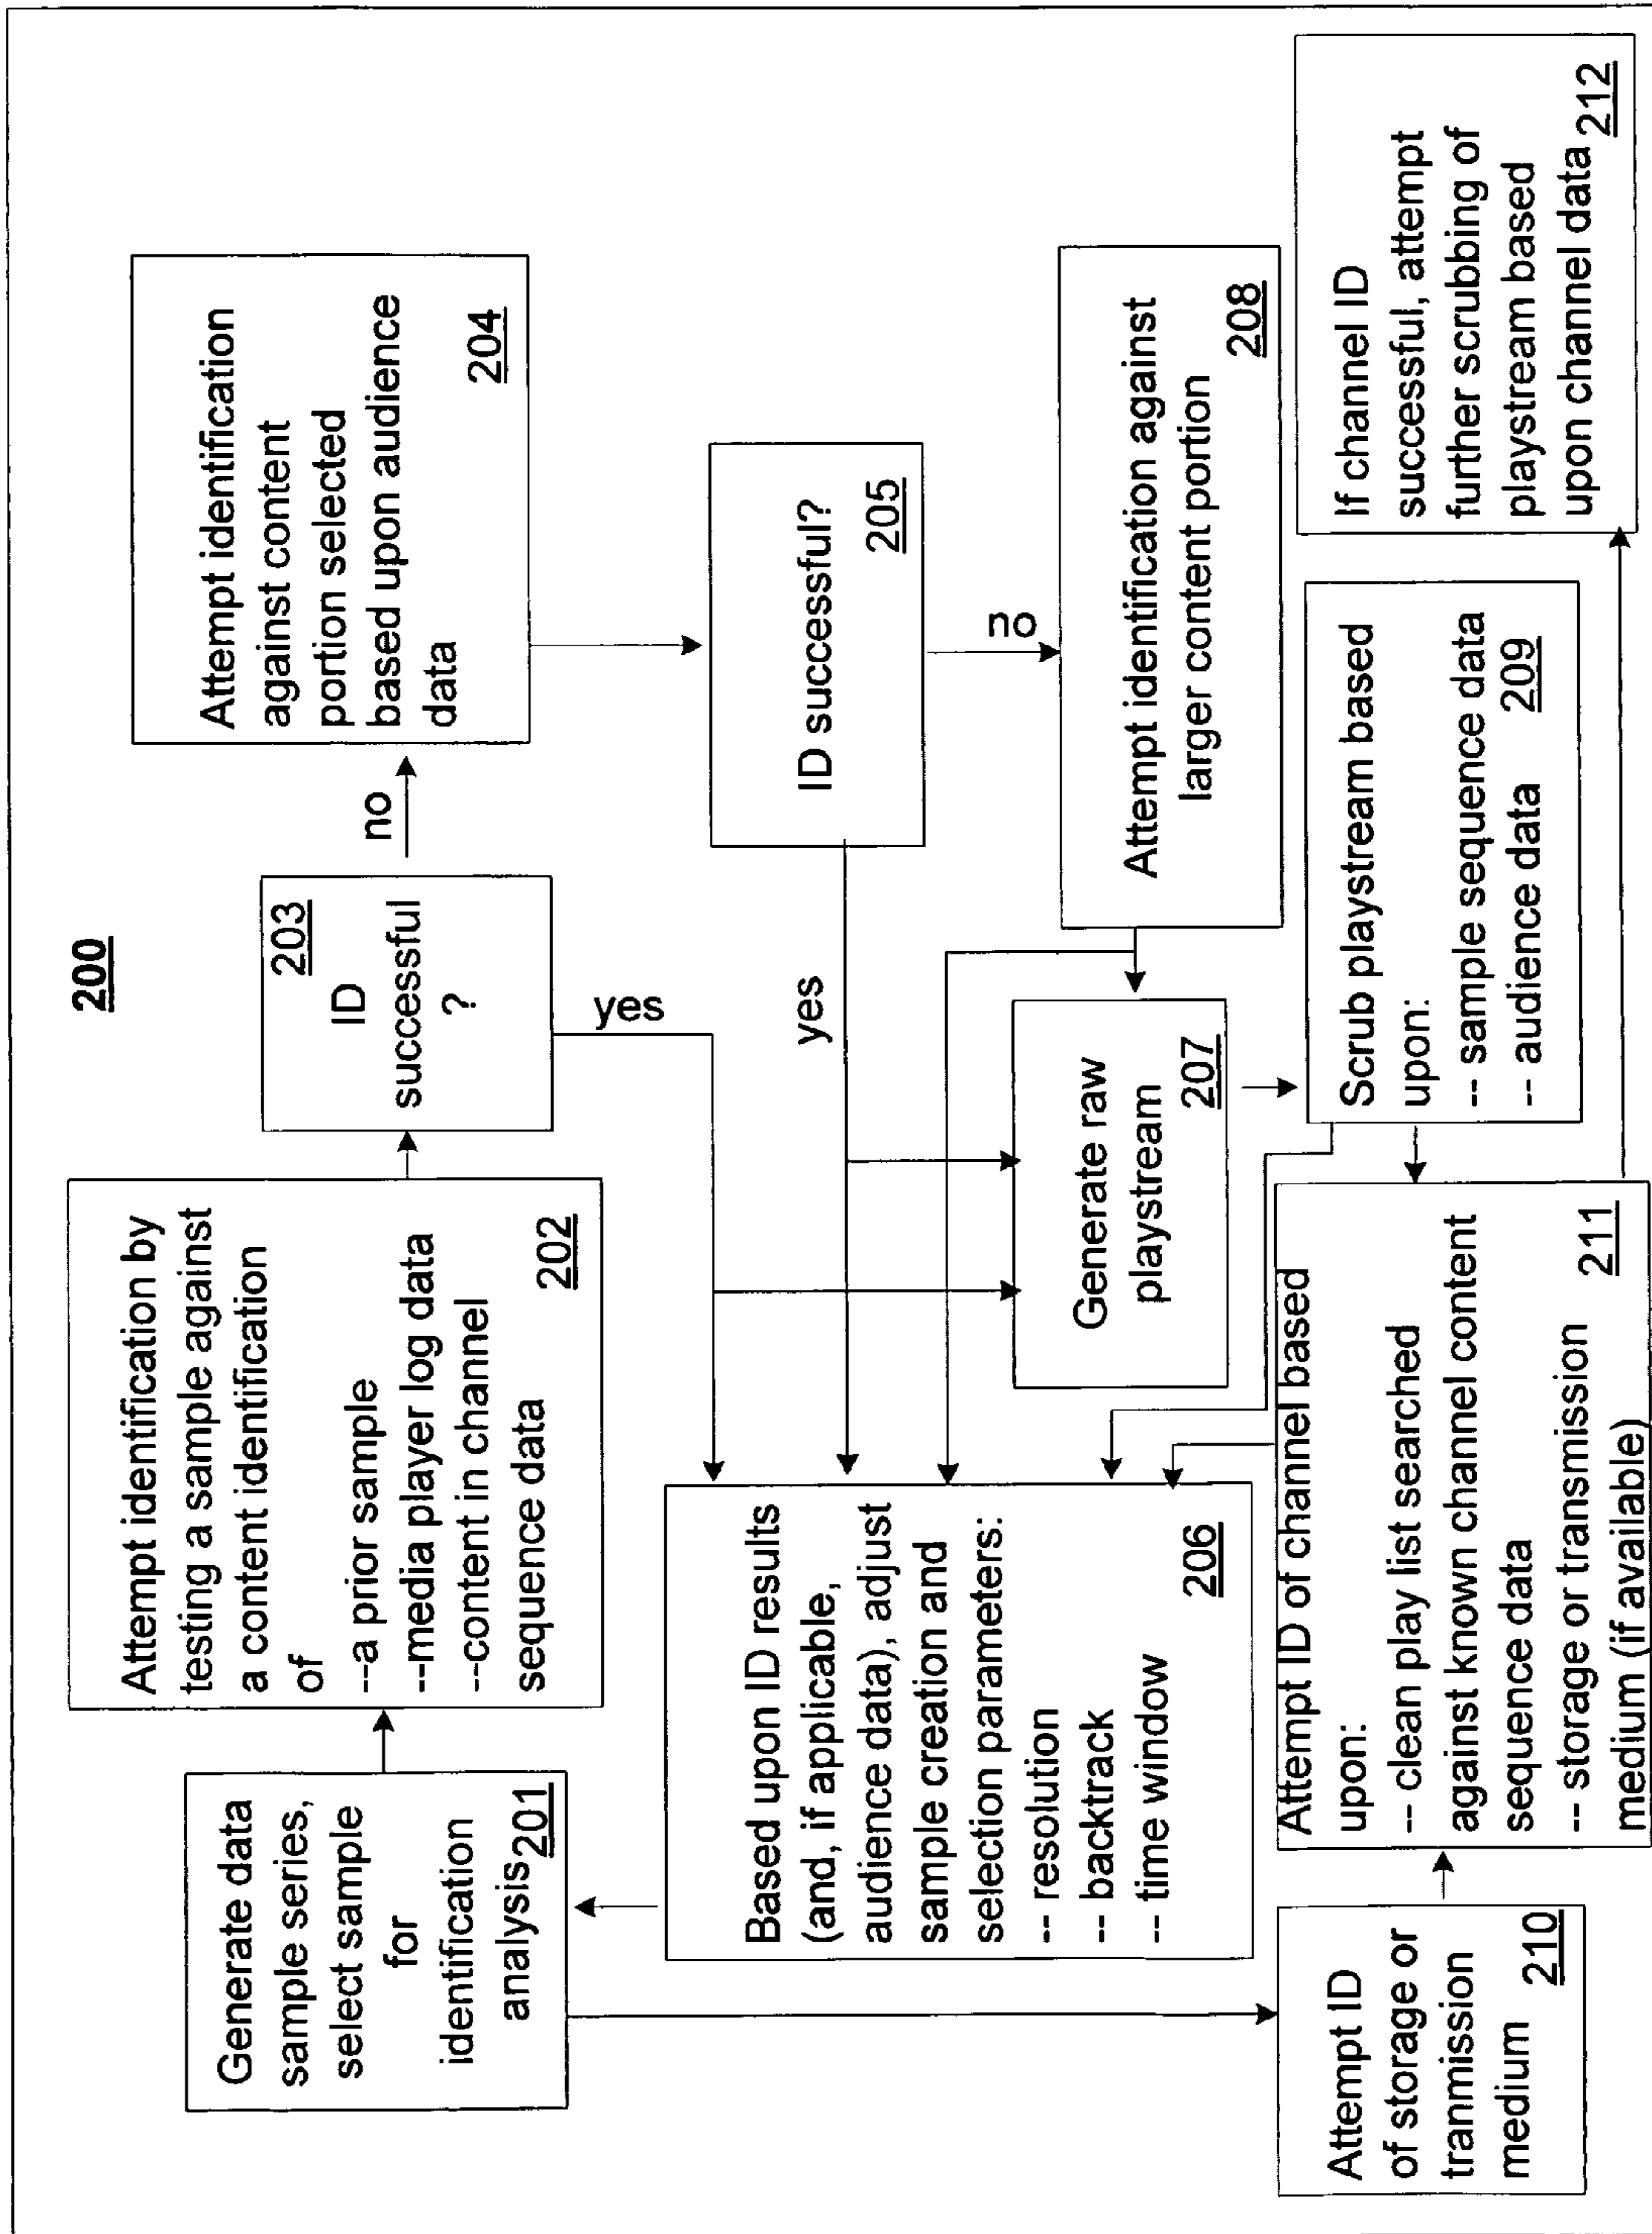 200
Generate data
sample series,
select sample
for
identification
analysis 201
Attempt identification by
testing a sample against
a content identification
of
--a prior sample
--media player log data
--content in channel
sequence data
202
203
ID
successful
?
no
yes
Attempt identification
against content
portion selected
based upon audience
data
204
ID successful?
205
yes
no
Based upon ID results
(and, if applicable,
audience data), adjust
sample creation and
selection parameters:
-- resolution
-- backtrack
-- time window
206
Generate raw
playstream
207
Attempt identification against
larger content portion
208
Scrub playstream based
upon:
-- sample sequence data
-- audience data
209
Attempt ID
of storage or
tranmission
medium
210
Attempt ID of channel based
upon:
-- clean play list searched
against known channel content
sequence data
-- storage or transmission
medium (if available)
211
If channel ID
successful, attempt
further scrubbing of
playstream based
upon channel data
212